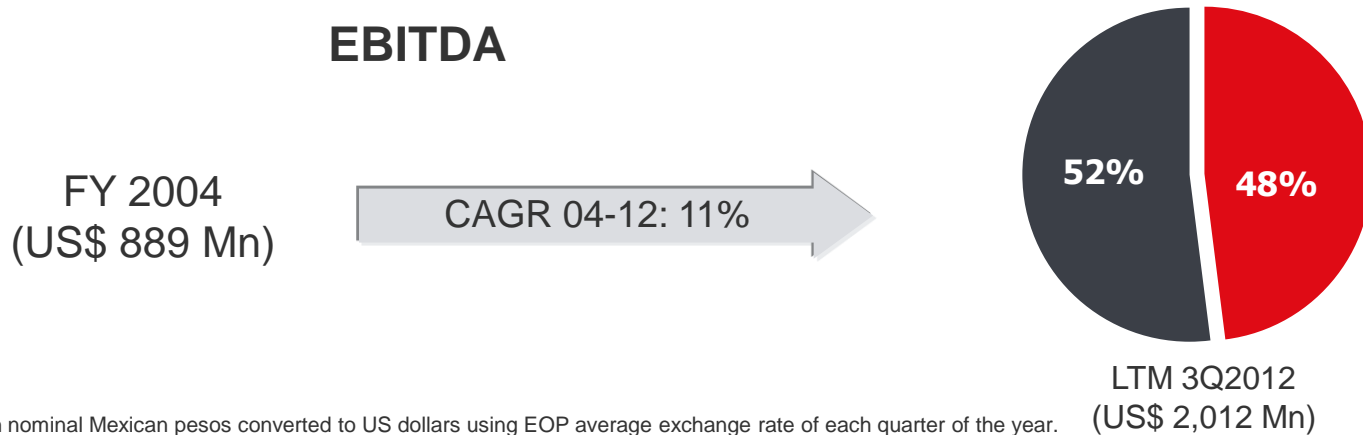 EBITDA
52%
48%
FY 2004
(US$ 889 Mn)
CAGR 04-12: 11%
LTM 3Q2012
(US$ 2,012 Mn)
nominal Mexican pesos converted to US dollars using EOP average exchange rate of each quarter of the year.